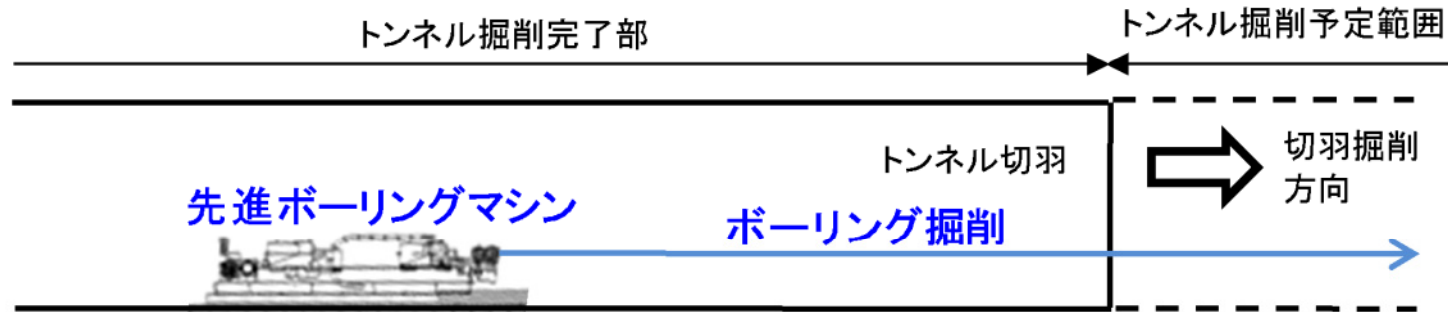 トンネル掘削完了部
トンネル掘削予定範囲
トンネル切羽
切羽掘削
方向
先進ボーリングマシン
ボーリング掘削